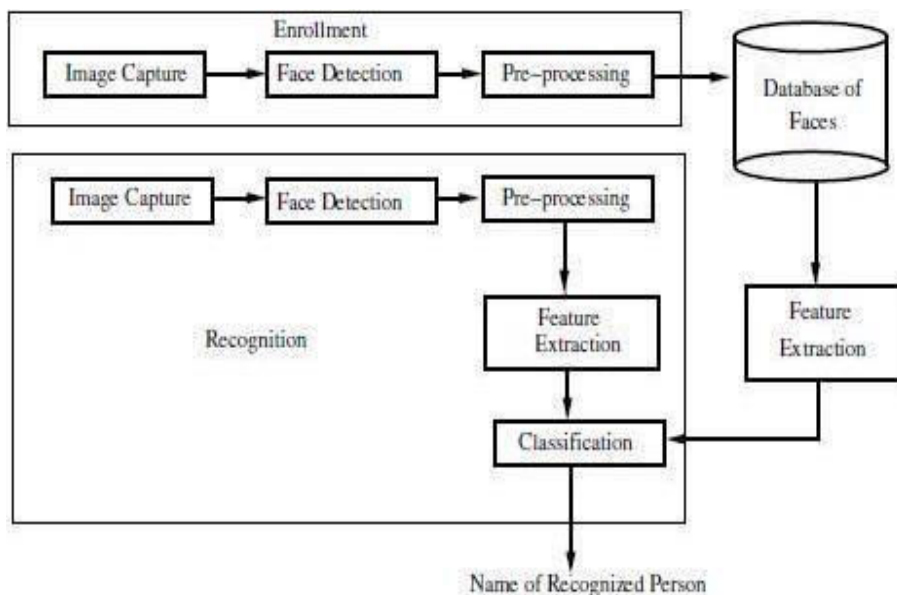 Enrollment
Image Capture
Face Detection
Pre-processing
Database of
Faces
Image Capture
Face Detection
Pre-processing
Feature
Extraction
Feature
Extraction
Recognition
Classification
Name of Recognized Person